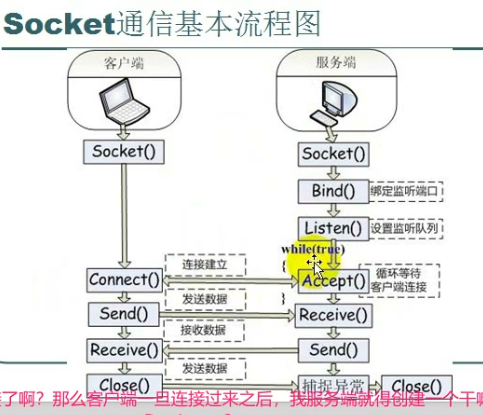 Socket通信基本流程图
客户端
服务端
Socket()
Socket()
Bind()
绑定监听端口
Listen()
设置监听队列
while(true)
{
连接建立
Connect()
Accept()
循环等待
客户端连接
}
发送数据
Send()
Receive()
接收数据
Receive()
Send()
发送数据
Close()
捕捉异常
Close()
了啊？那么客户端一旦连接过来之后，我服务端就得创建一个干